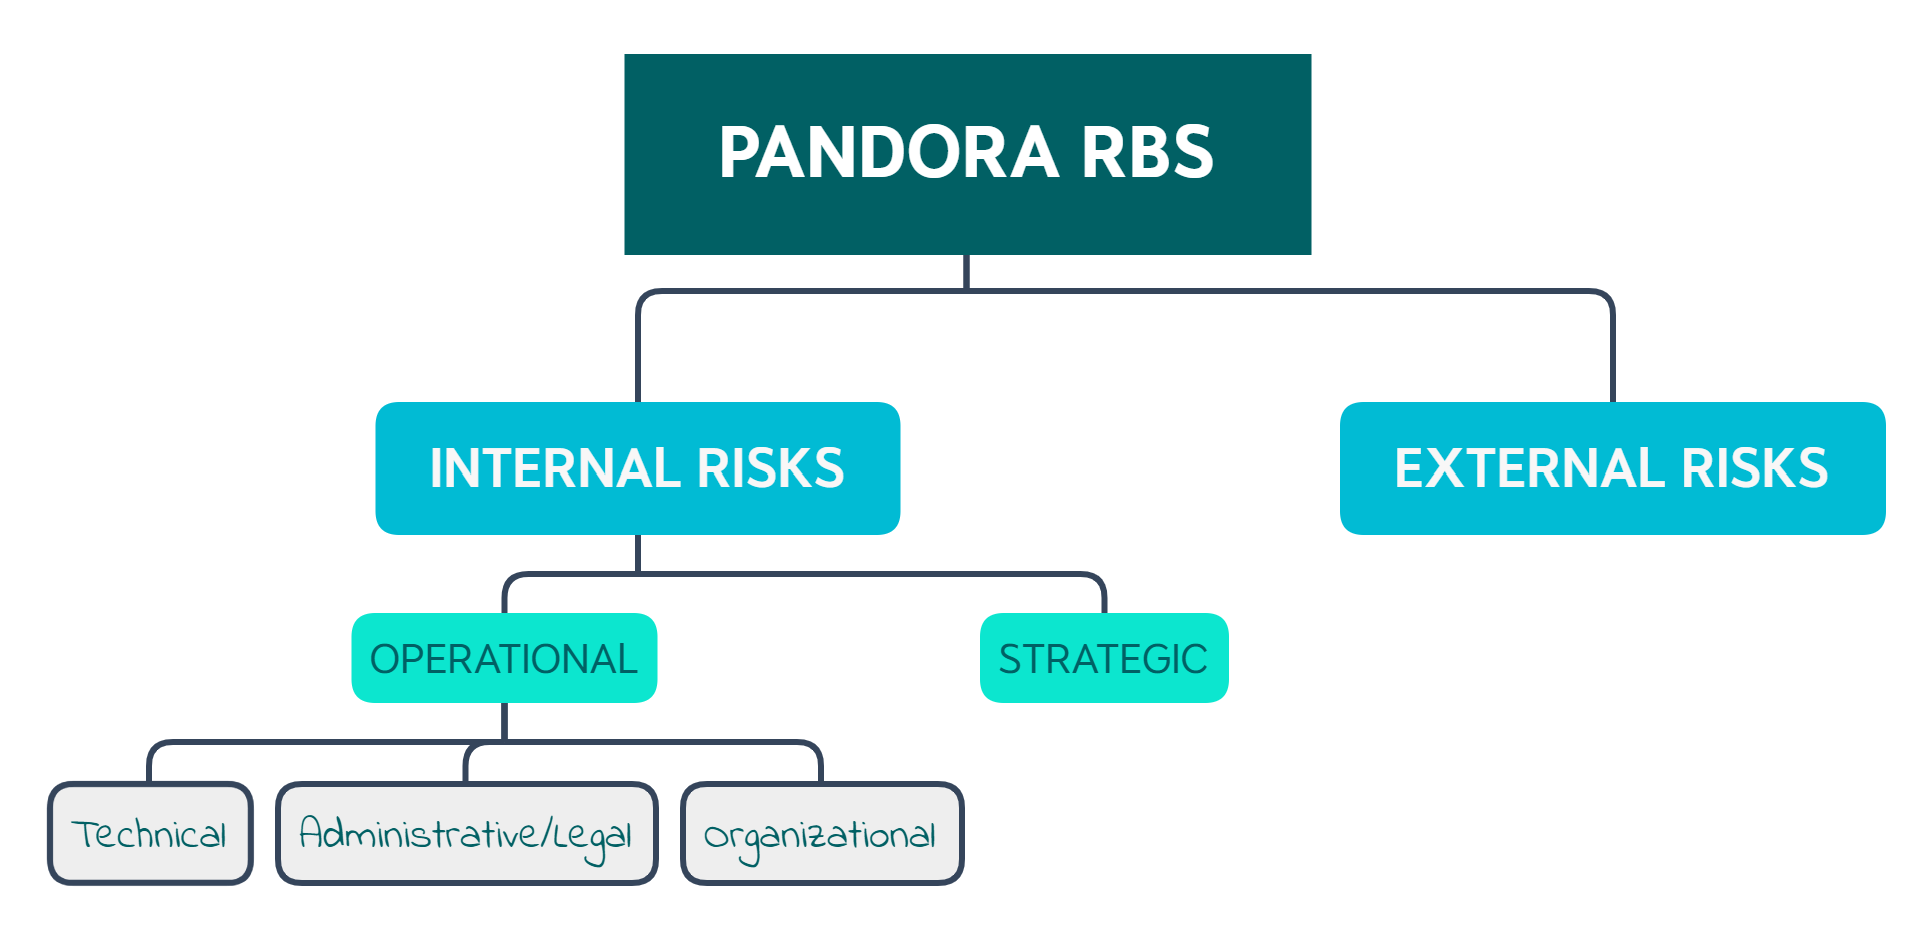 PANDORA RBS
INTERNAL RISKS
EXTERNAL RISKS
OPERATIONAL
STRATEGIC
Technical
Administrative/Legal
Organizational